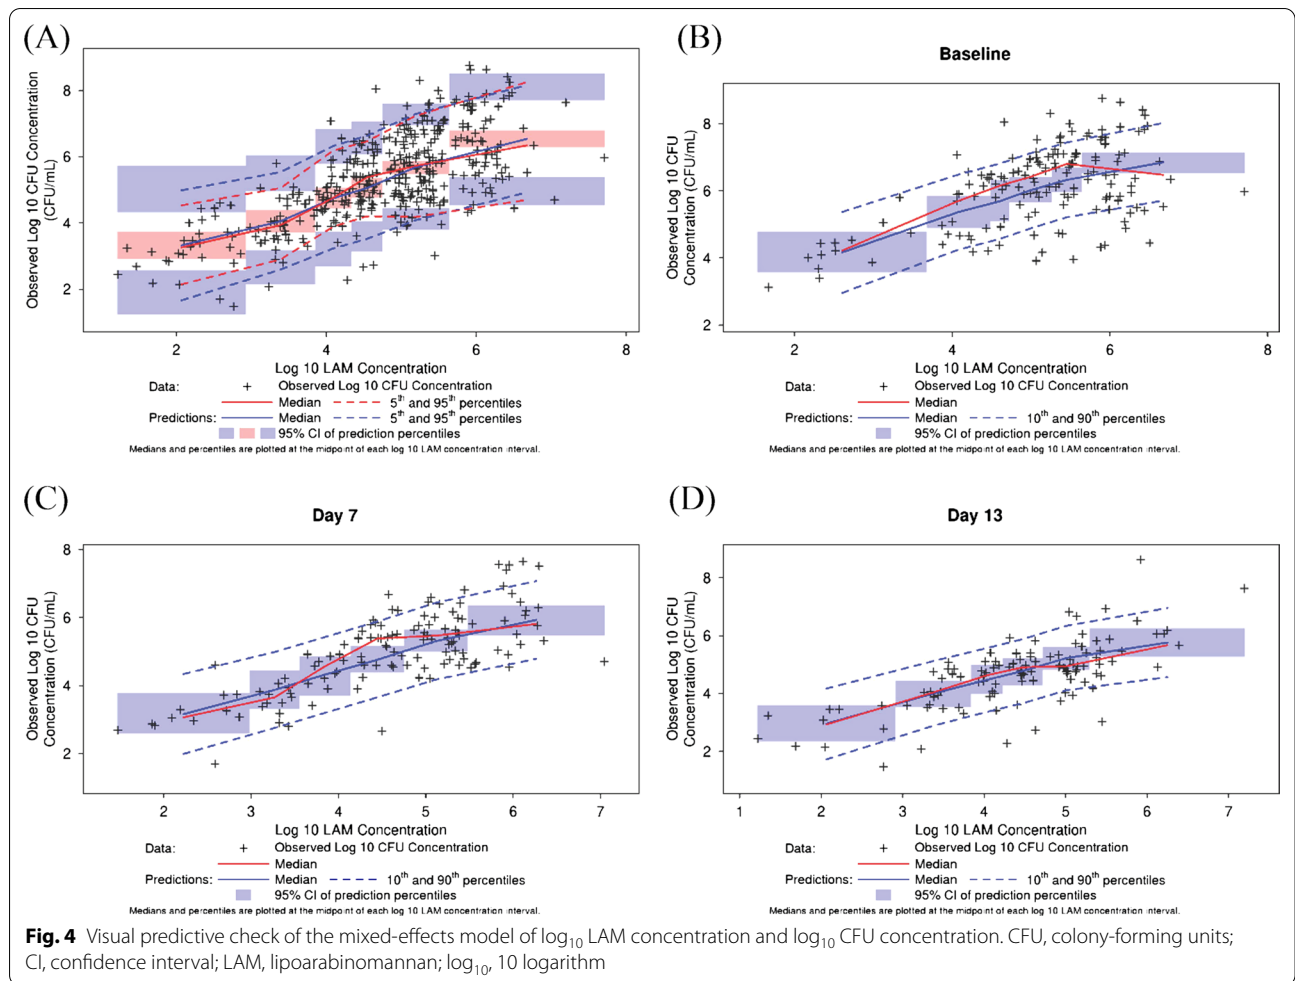 (A)
Observed Log 10 CFU Concentration
(CFU/mL)
8
6
4
2
2 4 6 8
Log 10 LAM Concentration
Data: + Observed Log 10 CFU Concentration
Median 5th and 95th percentiles
Predictions: Median 5th and 95th percentiles
95% CI of prediction percentiles
Medians and percentiles are plotted at the midpoint of each log 10 LAM concentration interval.
(B)
Baseline
Observed Log 10 CFU
Concentration (CFU/mL)
8
6
4
2
2 4 6 8
Log 10 LAM Concentration
Data: + Observed Log 10 CFU Concentration
Median
Predictions: Median 10th and 90th percentiles
95% CI of prediction percentiles
Medians and percentiles are plotted at the midpoint of each log 10 LAM concentration interval.
(C)
Day 7
Observed Log 10 CFU
Concentration (CFU/mL)
8
6
4
2
2 3 4 5 6 7
Log 10 LAM Concentration
Data: + Observed Log 10 CFU Concentration
Median
Predictions: Median 10th and 90th percentiles
95% CI of prediction percentiles
Medians and percentiles are plotted at the midpoint of each log 10 LAM concentration interval.
(D)
Day 13
Observed Log 10 CFU
Concentration (CFU/mL)
8
6
4
2
1 2 3 4 5 6 7
Log 10 LAM Concentration
Data: + Observed Log 10 CFU Concentration
Median
Predictions: Median 10th and 90th percentiles
95% CI of prediction percentiles
Medians and percentiles are plotted at the midpoint of each log 10 LAM concentration interval.
Fig. 4 Visual predictive check of the mixed-effects model of log10 LAM concentration and log10 CFU concentration. CFU, colony-forming units;
CI, confidence interval; LAM, lipoarabinomannan; log10, 10 logarithm